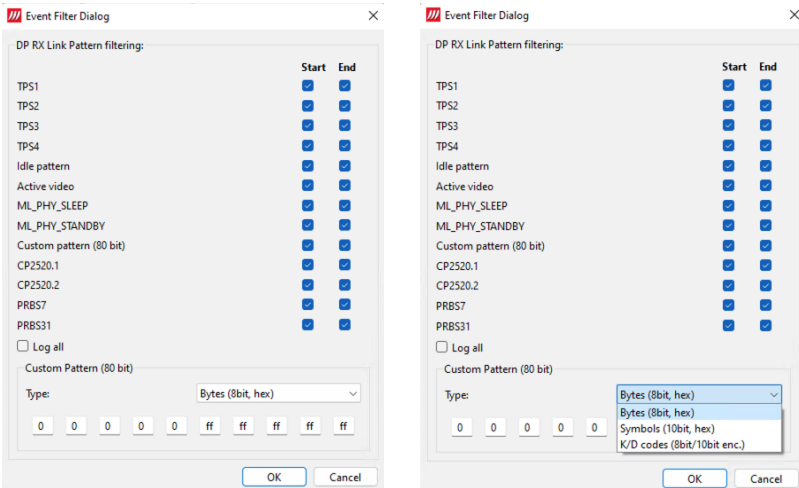 Event Filter Dialog
DP RX Link Pattern filtering:
Start End
TPS1
TPS2
TPS3
TPS4
Idle pattern
Active video
ML_PHY_SLEEP
ML_PHY_STANDBY
Custom pattern (80 bit)
CP2520.1
CP2520.2
PRBS7
PRBS31
Log all
Custom Pattern (80 bit)
Type: Bytes (8bit, hex)
0 0 0 0 0 ff ff ff ff ff
OK Cancel
Event Filter Dialog
DP RX Link Pattern filtering:
Start End
TPS1
TPS2
TPS3
TPS4
Idle pattern
Active video
ML_PHY_SLEEP
ML_PHY_STANDBY
Custom pattern (80 bit)
CP2520.1
CP2520.2
PRBS7
PRBS31
Log all
Custom Pattern (80 bit)
Type: Bytes (8bit, hex)
Bytes (8bit, hex)
Symbols (10bit, hex)
K/D codes (8bit/10bit enc.)
0 0 0 0 0
OK Cancel